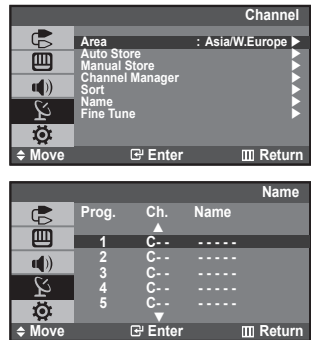 Channel
Area : Asia/W.Europe ▶
Auto Store ▶
Manual Store ▶
Channel Manager ▶
Sort ▶
Name ▶
Fine Tune ▶
Move Enter Return
Name
Prog. Ch. Name
1 C- - - - - - -
2 C- - - - - - -
3 C- - - - - - -
4 C- - - - - - -
5 C- - - - - - -
Move Enter Return